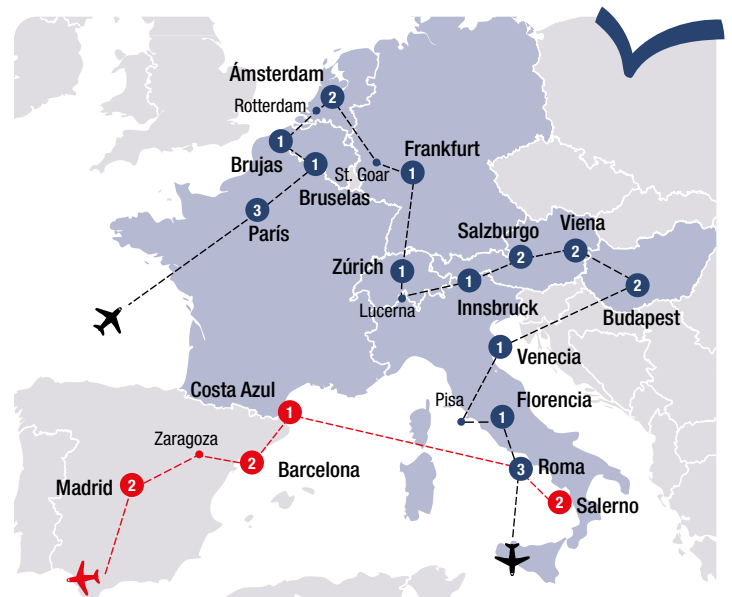 Ámsterdam
2
Rotterdam
1
Brujas
1
Bruselas
St. Goar
Frankfurt
1
3
París
Salzburgo
2
Viena
2
Zúrich
1
Lucerna
1
Innsbruck
2
Budapest
1
Venecia
Costa Azul
1
Pisa
Florencia
1
Zaragoza
2
Barcelona
Madrid
2
3
Roma
2
Salerno